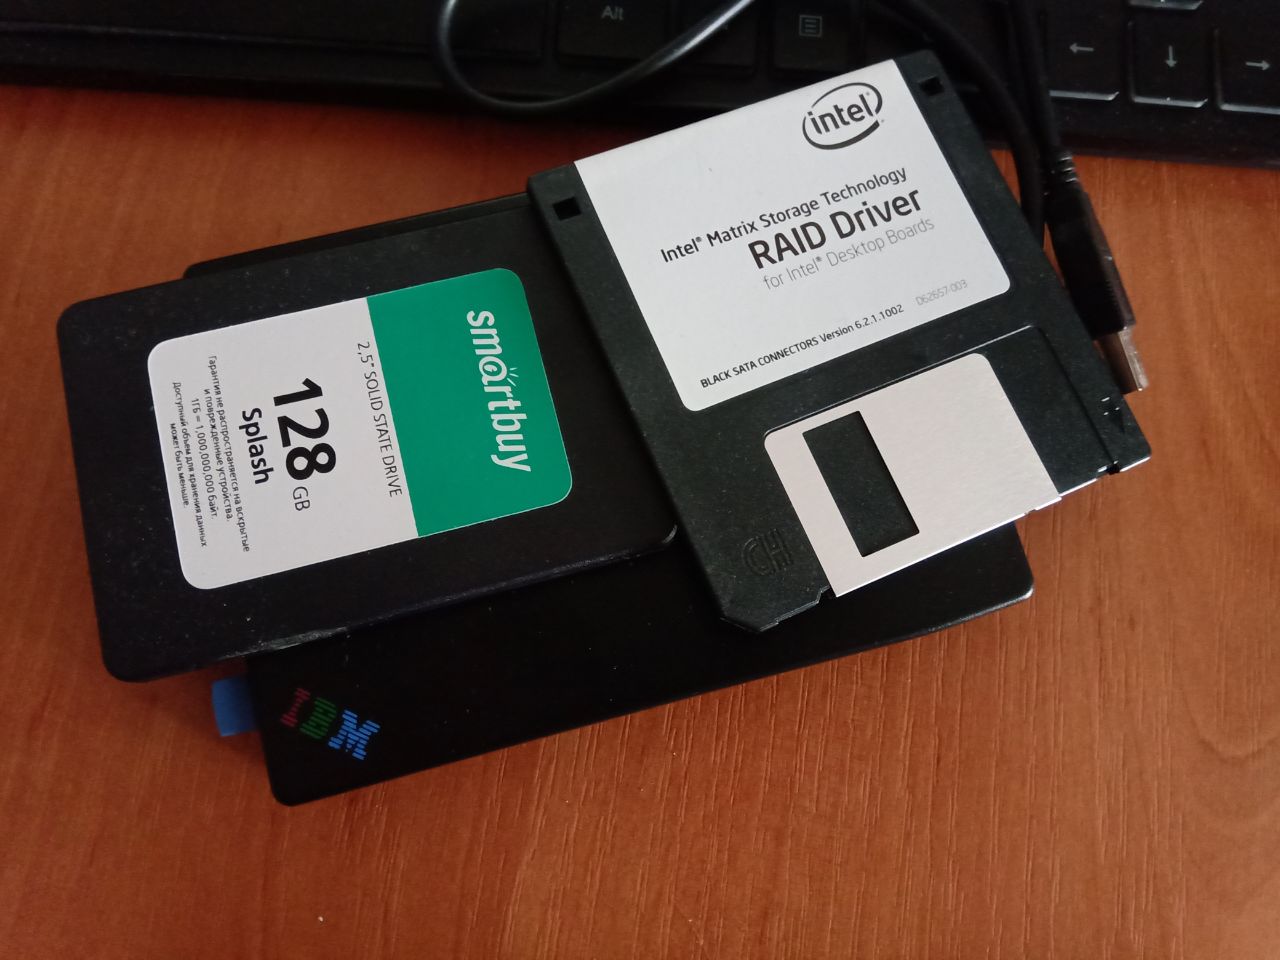 Alt
intel
Intel® Matrix Storage Technology
RAID Driver
for Intel® Desktop Boards
D62657-003
BLACK SATA CONNECTORS Version 6.2.1.1002
CH
smartbuy
2,5" SOLID STATE DRIVE
128 GB
Splash
Гарантия не распространяется на вскрытые
и поврежденные устройства.
1ГБ = 1,000,000,000 байт.
Доступный объем для хранения данных
может быть меньше.
IBM